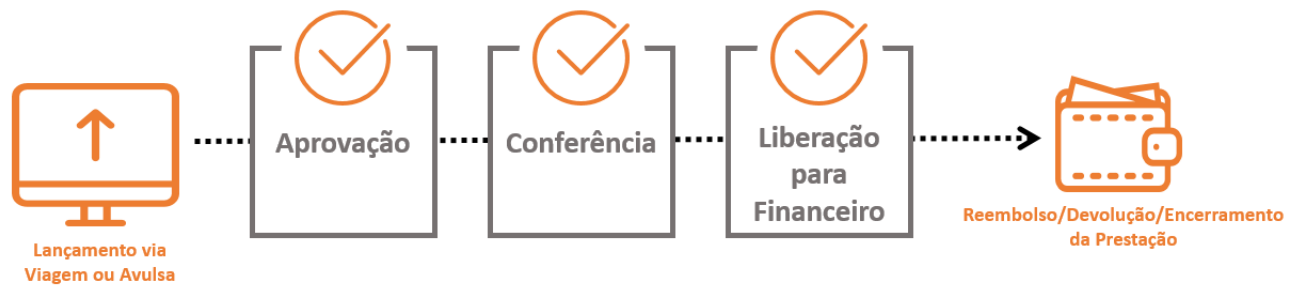 Lançamento via
Viagem ou Avulsa
Aprovação
Conferência
Liberação
para
Financeiro
Reembolso/Devolução/Encerramento
da Prestação